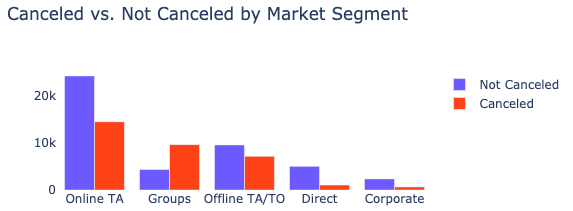 Canceled vs. Not Canceled by Market Segment
Not Canceled
Canceled
20k
10k
0
Online TA Groups Offline TA/TO Direct Corporate